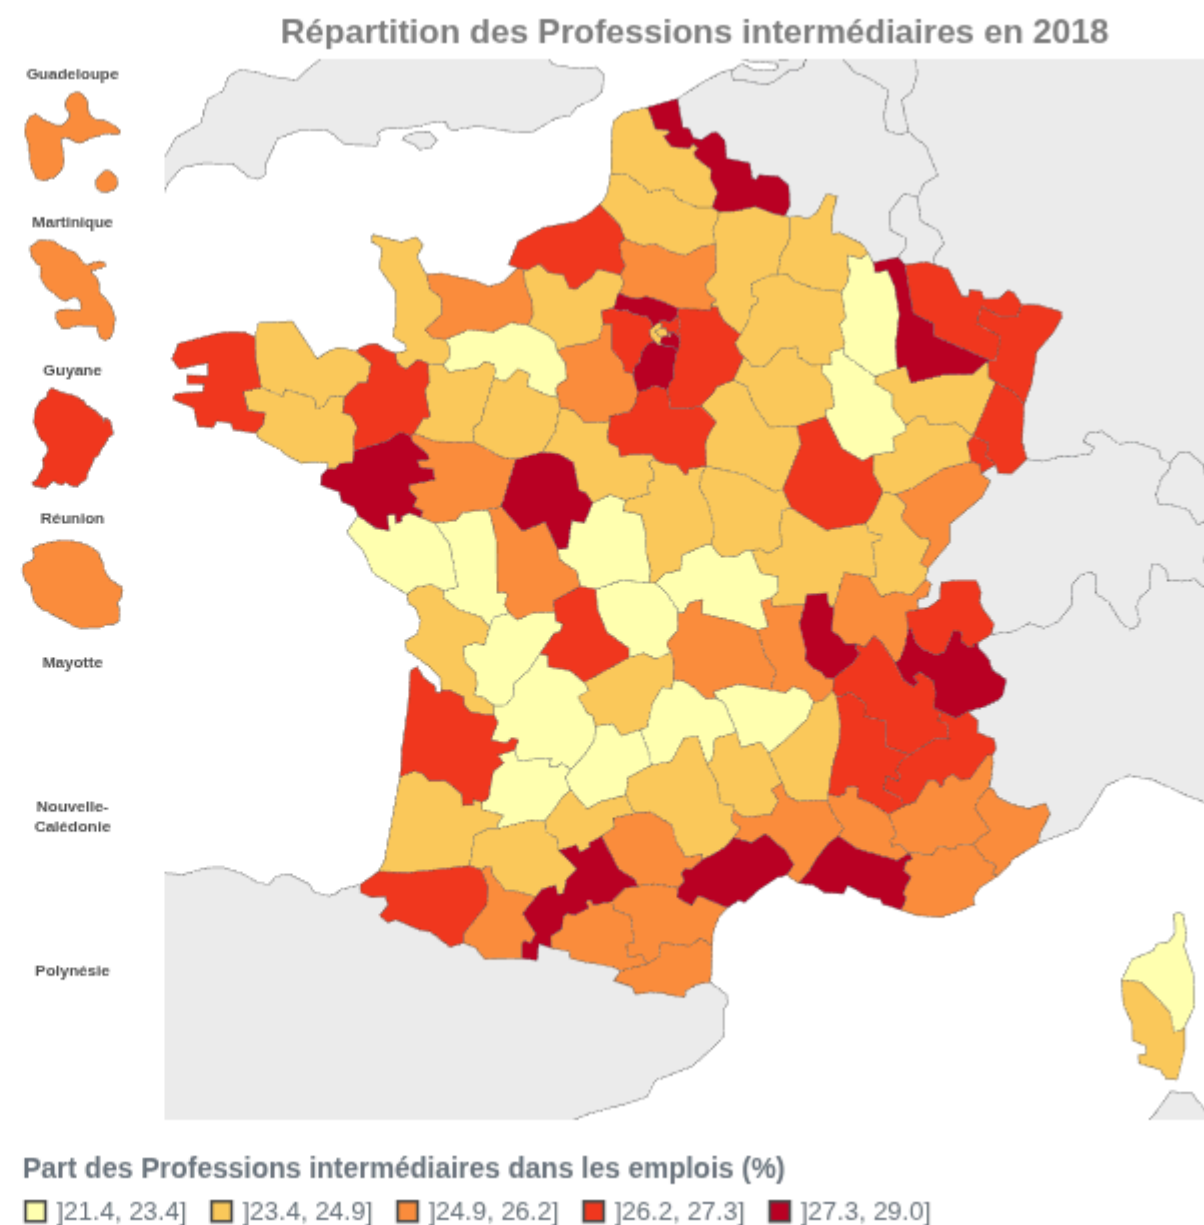 Répartition des Professions intermédiaires en 2018
Guadeloupe
Martinique
Guyane
Réunion
Mayotte
Nouvelle-
Calédonie
Polynésie
Part des Professions intermédiaires dans les emplois (%)
]21.4, 23.4] ]23.4, 24.9] ]24.9, 26.2] ]26.2, 27.3] ]27.3, 29.0]